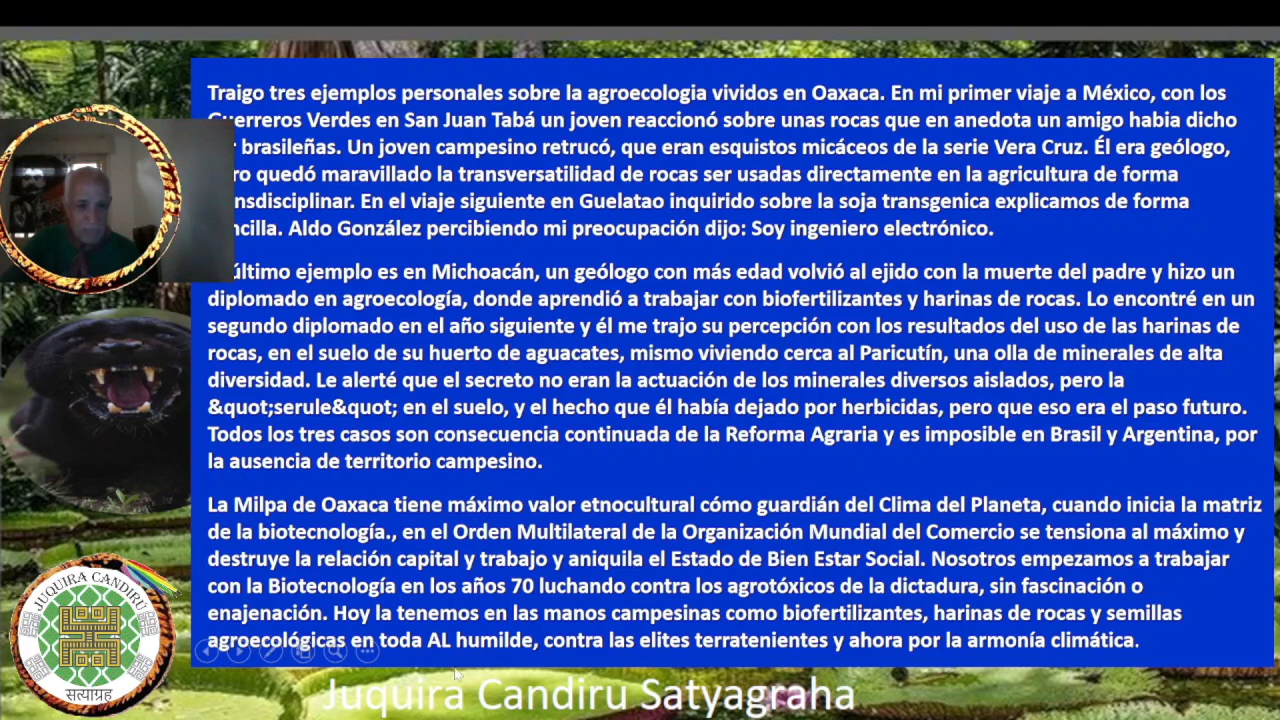 Traigo tres ejemplos personales sobre la agroecologia vividos en Oaxaca. En mi primer viaje a México, con los
Guerreros Verdes en San Juan Tabá un joven reaccionó sobre unas rocas que en anedota un amigo habia dicho
brasileñas. Un joven campesino retrucó, que eran esquistos micáceos de la serie Vera Cruz. Él era geólogo,
quedó maravillado la transversatilidad de rocas ser usadas directamente en la agricultura de forma
En el viaje siguiente en Guelatao inquirido sobre la soja transgenica explicamos de forma
Aldo González percibiendo mi preocupación dijo: Soy ingeniero electrónico.
último ejemplo es en Michoacán, un geólogo con más edad volvió al ejido con la muerte del padre y hizo un
diplomado en agroecología, donde aprendió a trabajar con biofertilizantes y harinas de rocas. Lo encontré en un
segundo diplomado en el año siguiente y él me trajo su percepción con los resultados del uso de las harinas de
rocas, en el suelo de su huerto de aguacates, mismo viviendo cerca al Paricutín, una olla de minerales de alta
diversidad. Le alerté que el secreto no eran la actuación de los minerales diversos aislados, pero la
&quot;serule&quot; en el suelo, y el hecho que él había dejado por herbicidas, pero que eso era el paso futuro.
Todos los tres casos son consecuencia continuada de la Reforma Agraria y es imposible en Brasil y Argentina, por
la ausencia de territorio campesino.
La Milpa de Oaxaca tiene máximo valor etnocultural cómo guardián del Clima del Planeta, cuando inicia la matriz
de la biotecnología., en el Orden Multilateral de la Organización Mundial del Comercio se tensiona al máximo y
destruye la relación capital y trabajo y aniquila el Estado de Bien Estar Social. Nosotros empezamos a trabajar
con la Biotecnología en los años 70 luchando contra los agrotóxicos de la dictadura, sin fascinación o
enajenación. Hoy la tenemos en las manos campesinas como biofertilizantes, harinas de rocas y semillas
agroecológicas en toda AL humilde, contra las elites terratenientes y ahora por la armonía climática.
JUQUIRA CANDIRÚ
सत्याग्रह
Juquira Candiru Satyagraha